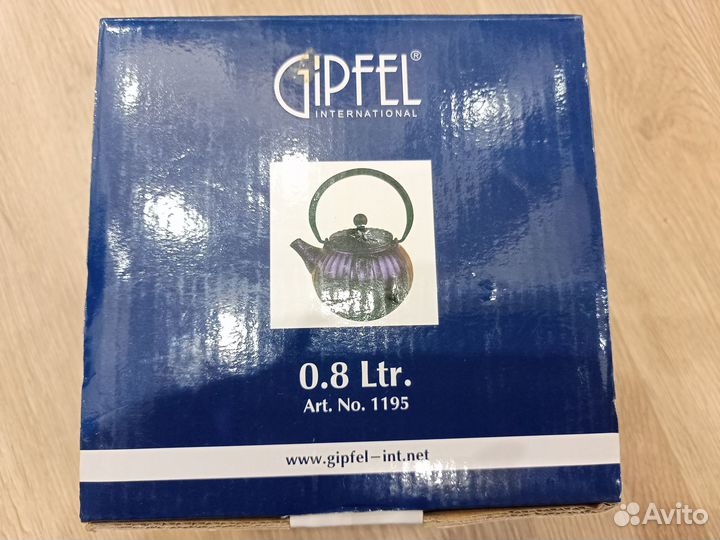 GIPFEL®
INTERNATIONAL
0.8 Ltr.
Art. No. 1195
www.gipfel-int.net
Avito